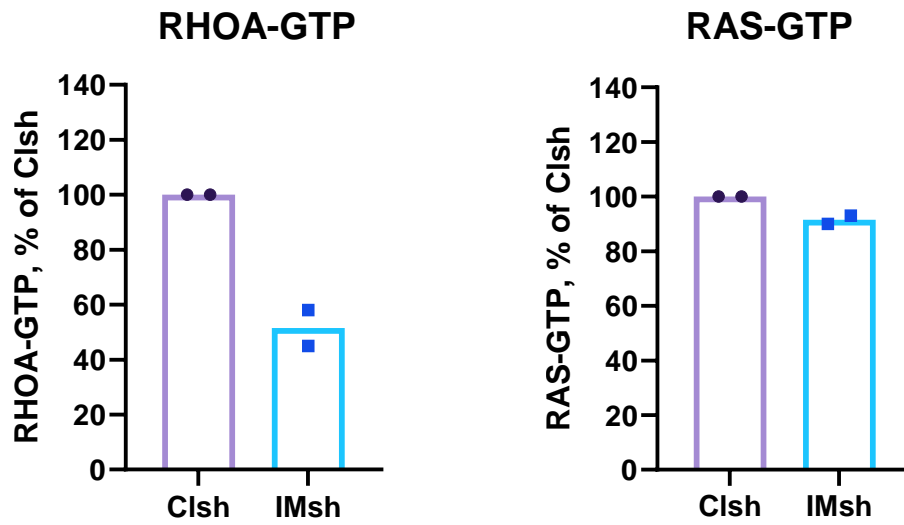 RHOA-GTP
RHOA-GTP, % of Clsh
140
120
100
80
60
40
20
0
Clsh IMsh
RAS-GTP
RAS-GTP, % of Clsh
140
120
100
80
60
40
20
0
Clsh IMsh